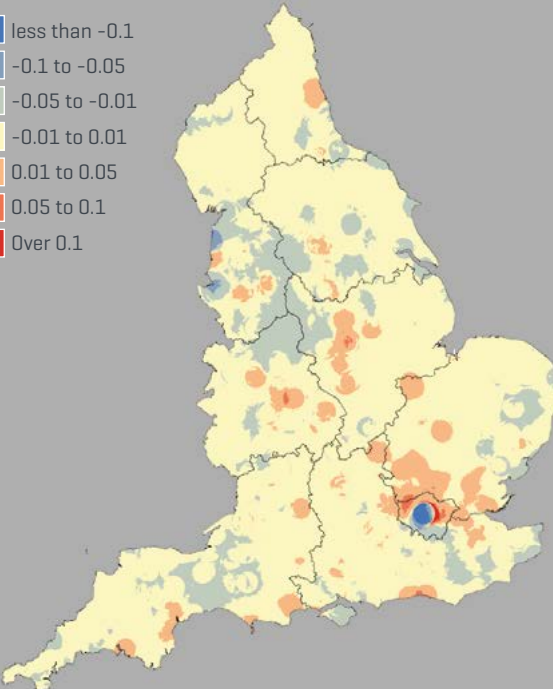 less than -0.1
-0.1 to -0.05
-0.05 to -0.01
-0.01 to 0.01
0.01 to 0.05
0.05 to 0.1
Over 0.1